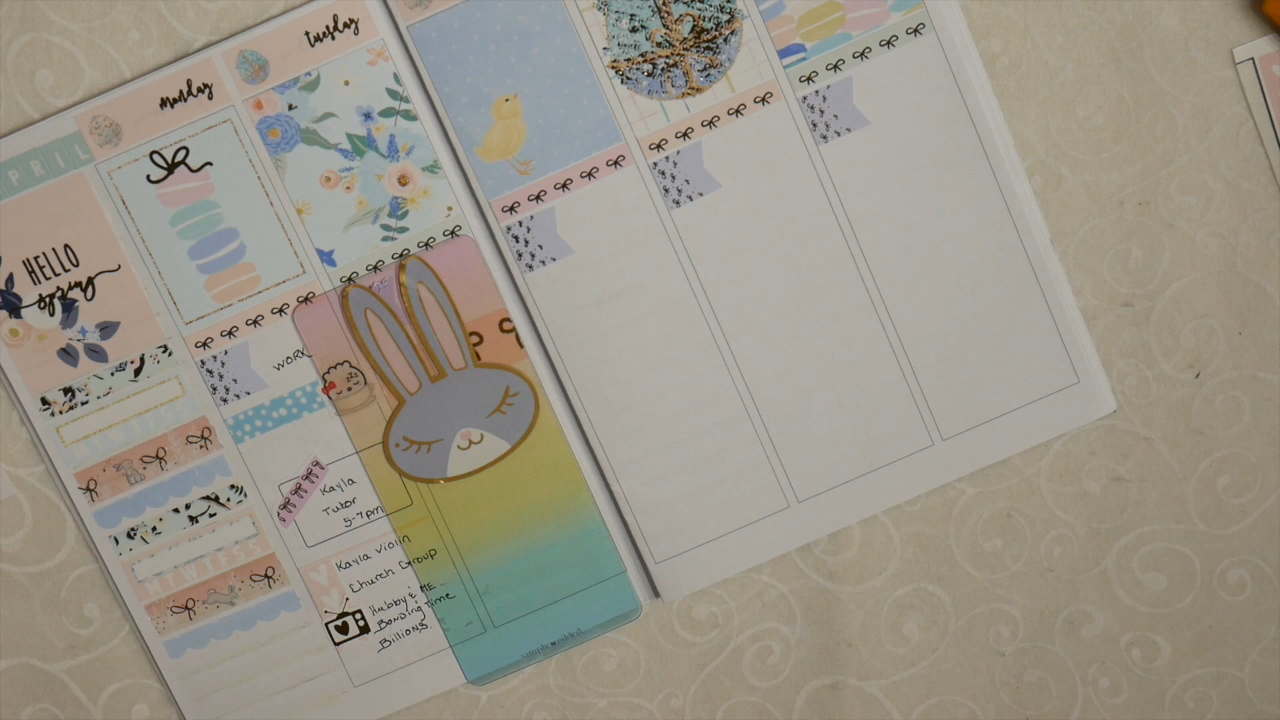 APRIL
monday
tuesday
HELLO
spring
WORK
Kayla
Tutor
5-7pm
Kayla Violin
Church Group
Hubby & ME
Bonding Time
Billions